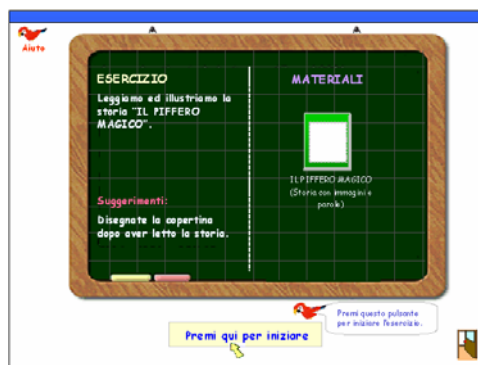 Aiuto
ESERCIZIO
Leggiamo ed illustriamo la
storia "IL PIFFERO
MAGICO".
Suggerimenti:
Disegnate la copertina
dopo aver letto la storia.
MATERIALI
IL PIFFERO MAGICO
(Storia con immagini e
parole)
Premi questo pulsante
per iniziare l'esercizio.
Premi qui per iniziare